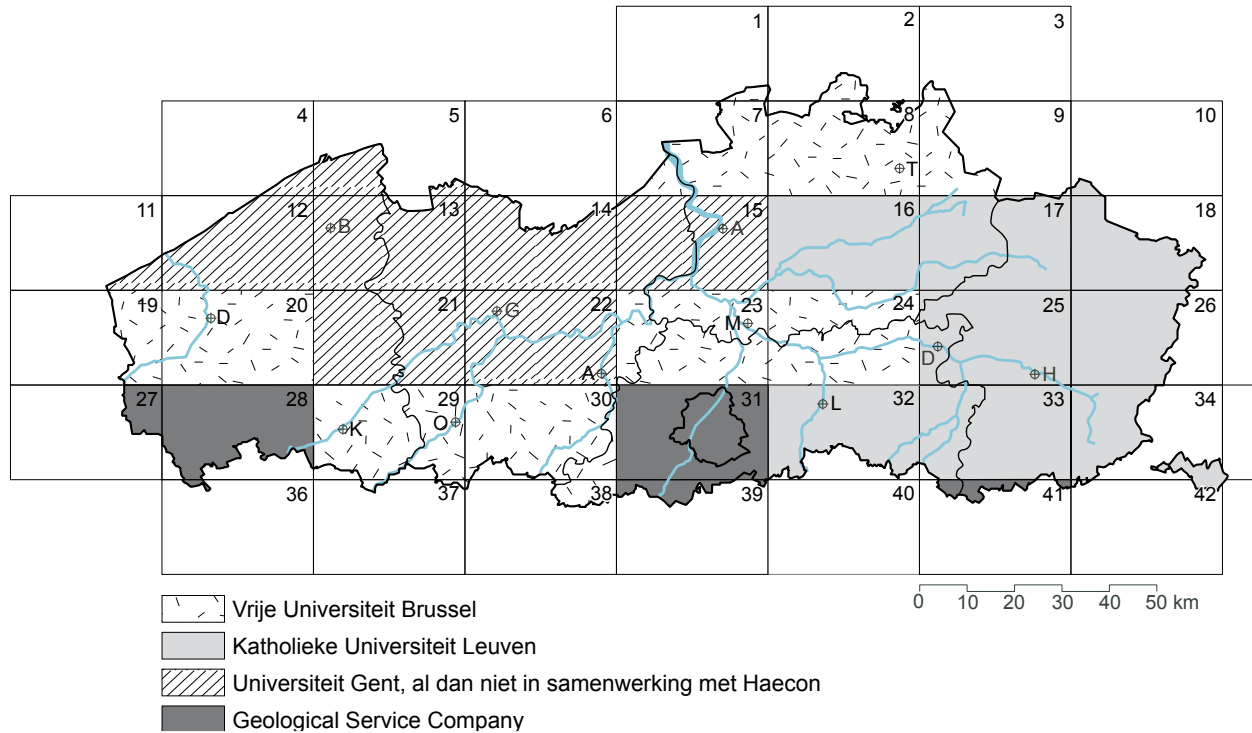 1 2 3
4 5 6 7 8 9 10
T
11 12 13 14 15 16 17 18
B A
19 20 21 22 23 24 25 26
D G M
A D H
27 28 29 30 31 32 33 34
K O L
36 37 38 39 40 41 42
0 10 20 30 40 50 km
Vrije Universiteit Brussel
Katholieke Universiteit Leuven
Universiteit Gent, al dan niet in samenwerking met Haecon
Geological Service Company